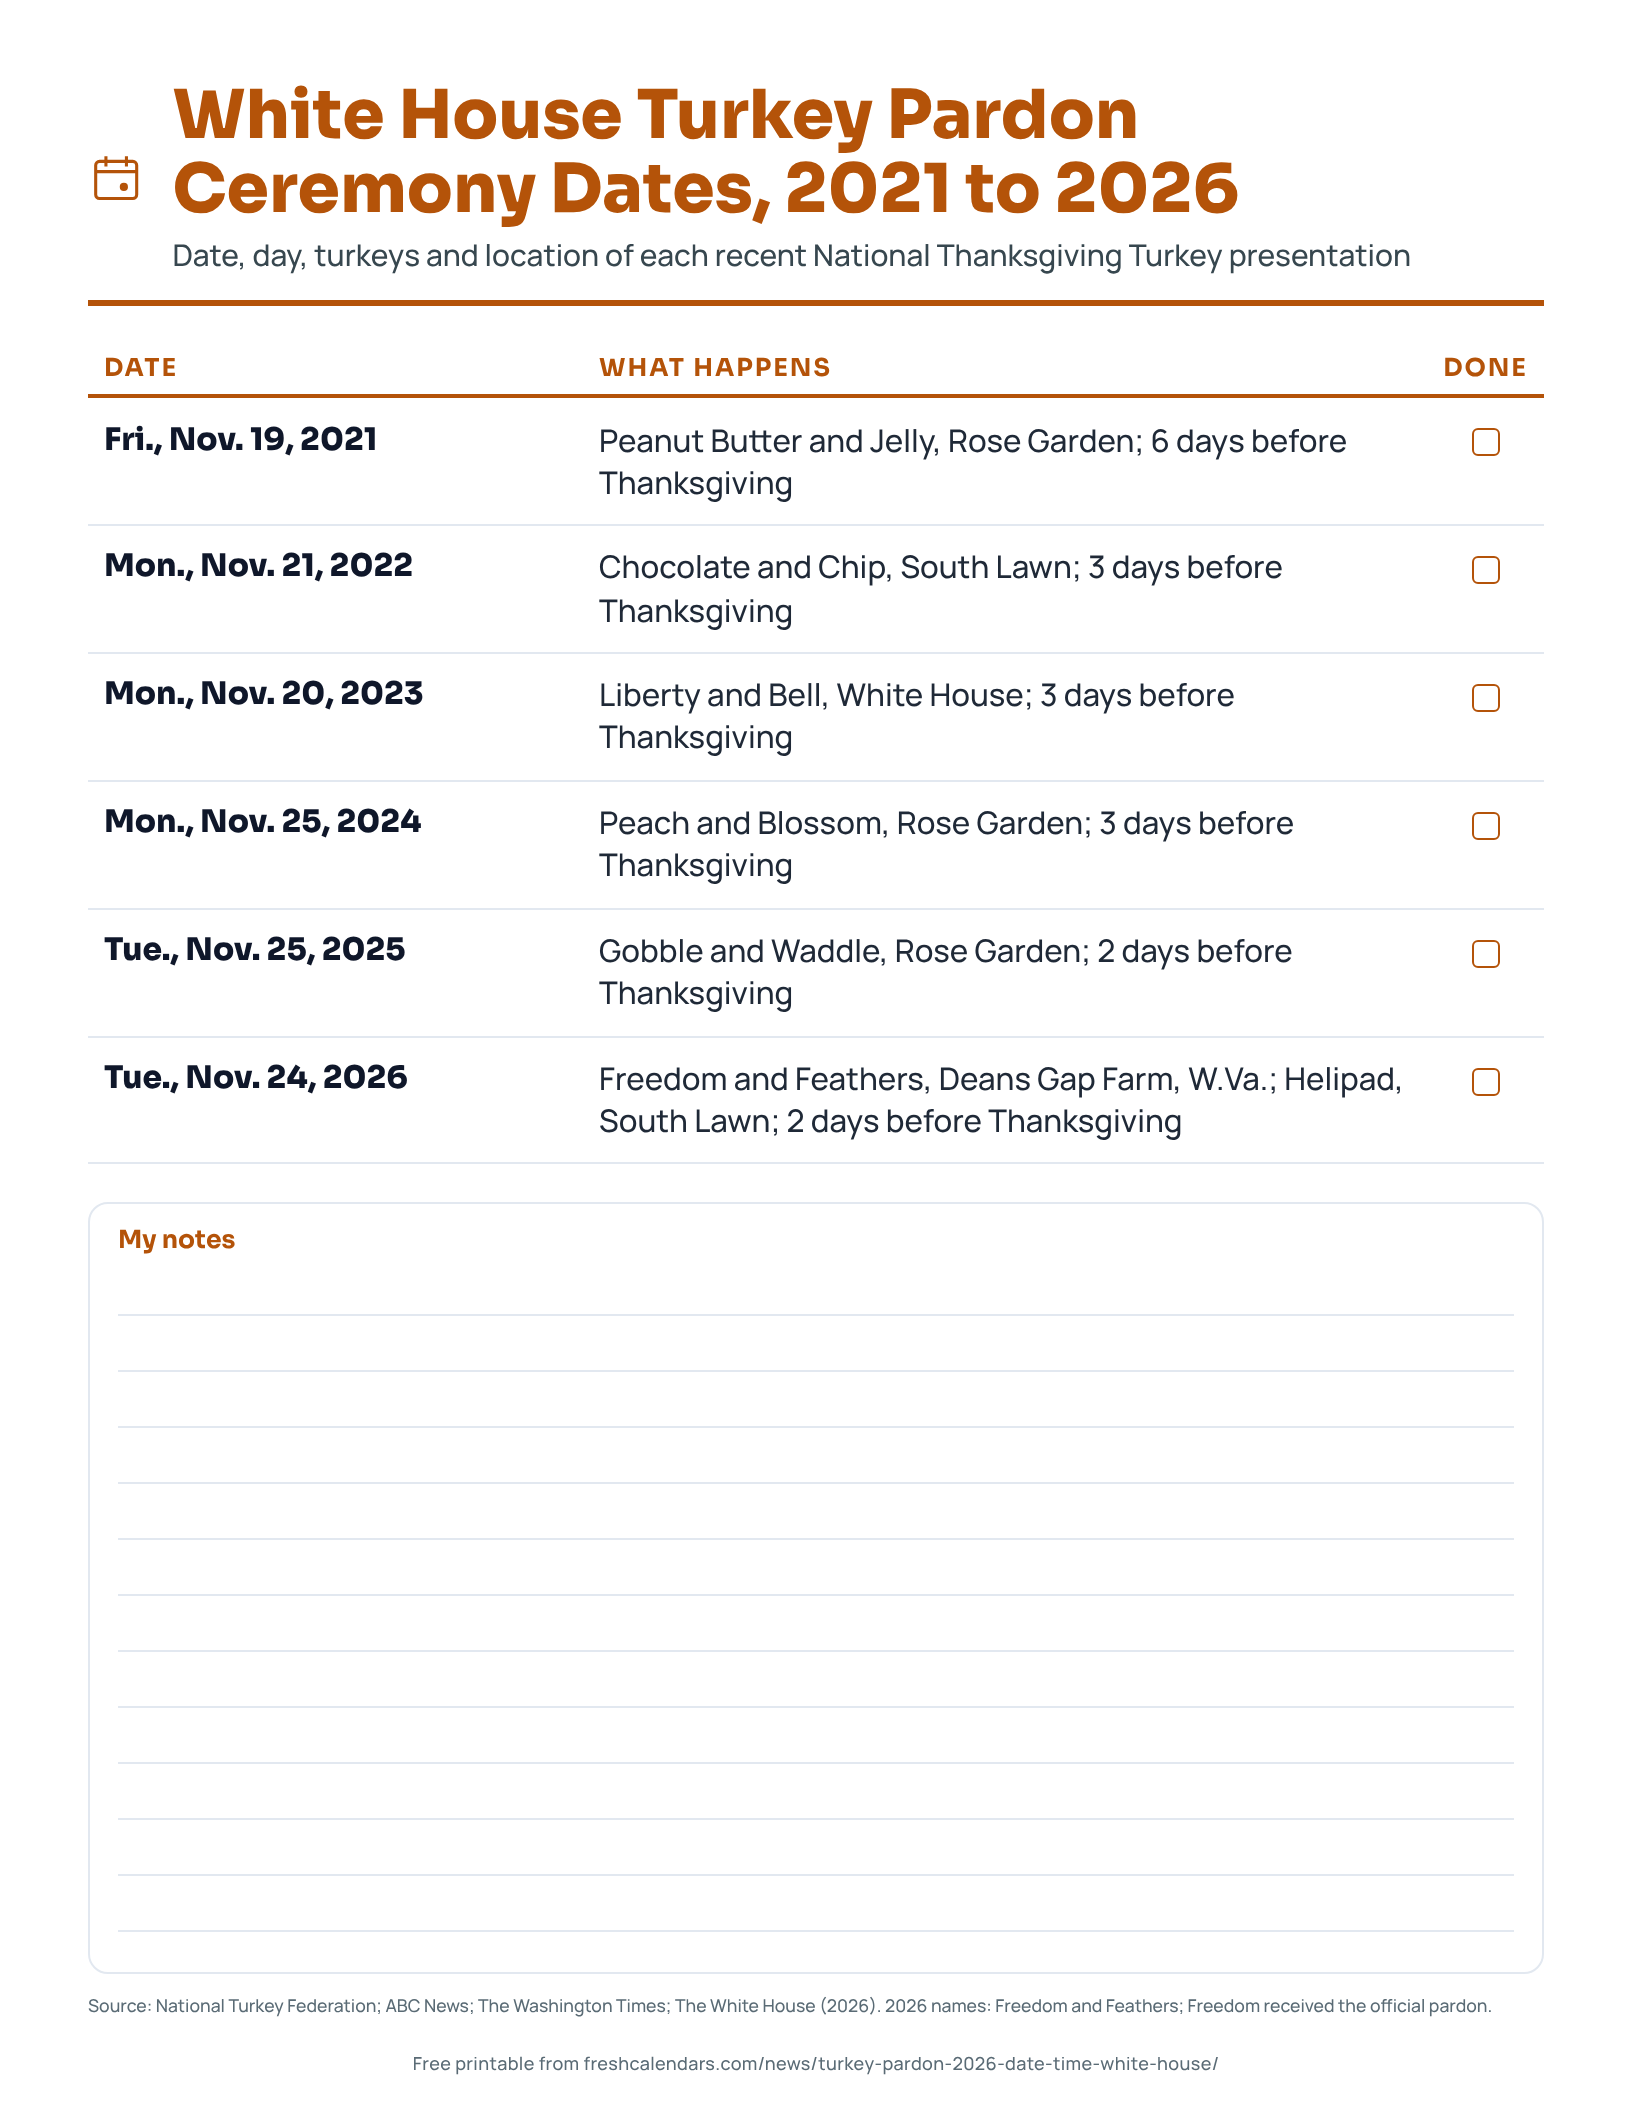 White House Turkey Pardon
Ceremony Dates, 2021 to 2026
Date, day, turkeys and location of each recent National Thanksgiving Turkey presentation
DATE WHAT HAPPENS DONE
Fri., Nov. 19, 2021 Peanut Butter and Jelly, Rose Garden; 6 days before
Thanksgiving
Mon., Nov. 21, 2022 Chocolate and Chip, South Lawn; 3 days before
Thanksgiving
Mon., Nov. 20, 2023 Liberty and Bell, White House; 3 days before
Thanksgiving
Mon., Nov. 25, 2024 Peach and Blossom, Rose Garden; 3 days before
Thanksgiving
Tue., Nov. 25, 2025 Gobble and Waddle, Rose Garden; 2 days before
Thanksgiving
Tue., Nov. 24, 2026 Freedom and Feathers, Deans Gap Farm, W.Va.; Helipad,
South Lawn; 2 days before Thanksgiving
My notes
Source: National Turkey Federation; ABC News; The Washington Times; The White House (2026). 2026 names: Freedom and Feathers; Freedom received the official pardon.
Free printable from freshcalendars.com/news/turkey-pardon-2026-date-time-white-house/